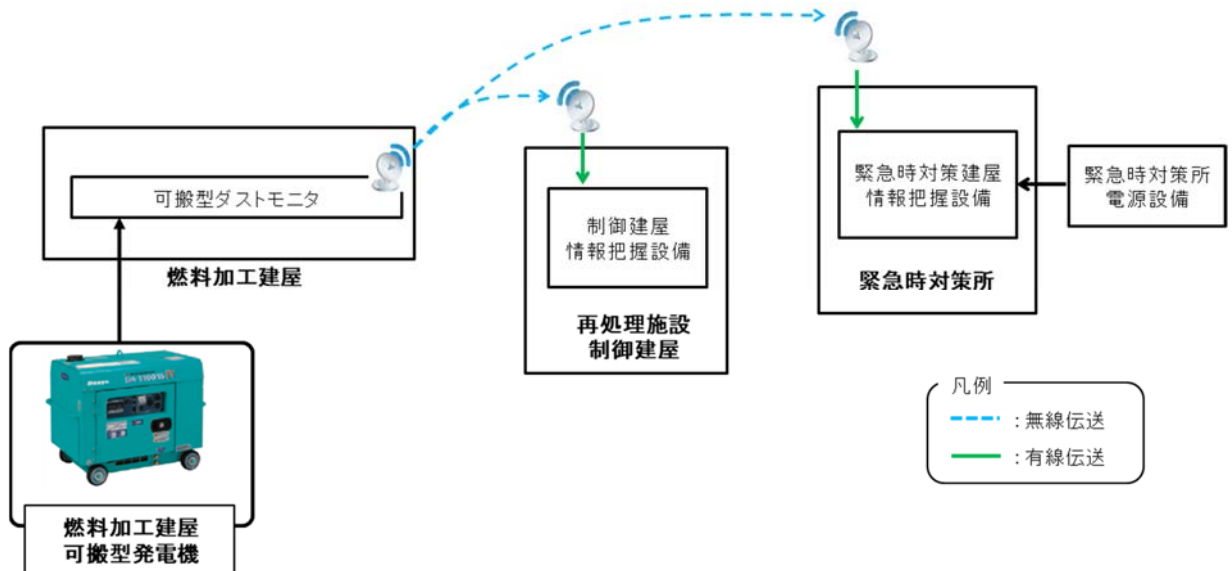 可搬型ダストモニタ
燃料加工建屋
燃料加工建屋
可搬型発電機
制御建屋
情報把握設備
再処理施設
制御建屋
緊急時対策建屋
情報把握設備
緊急時対策所
緊急時対策所
電源設備
凡例
：無線伝送
：有線伝送